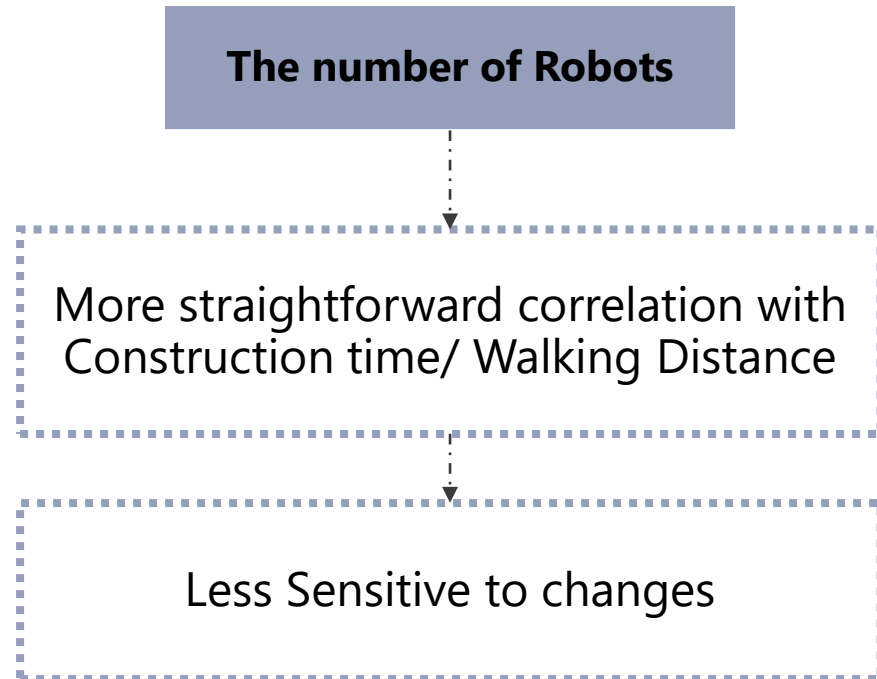 The number of Robots
More straightforward correlation with
Construction time/ Walking Distance
Less Sensitive to changes